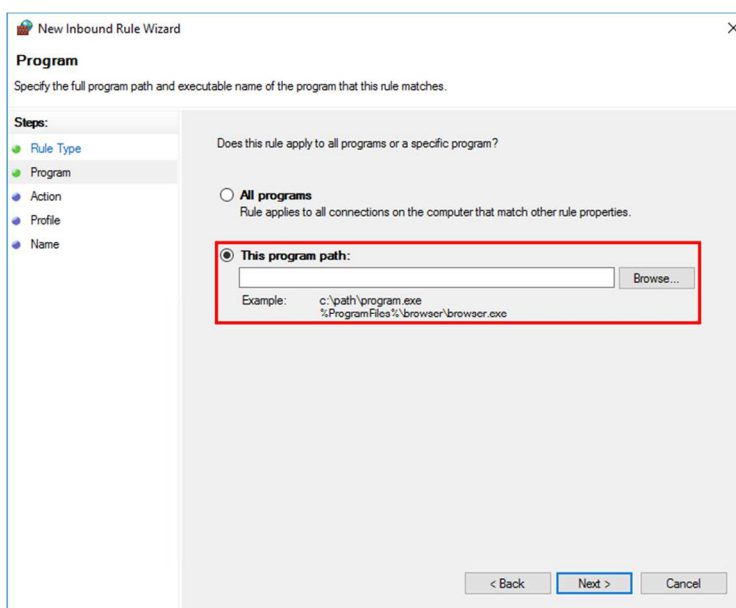 New Inbound Rule Wizard
Program
Specify the full program path and executable name of the program that this rule matches.
Steps:
Rule Type
Program
Action
Profile
Name
Does this rule apply to all programs or a specific program?
All programs
Rule applies to all connections on the computer that match other rule properties.
This program path:
Browse...
Example: c:\path\program.exe
%ProgramFiles%\browser\browser.exe
< Back Next > Cancel